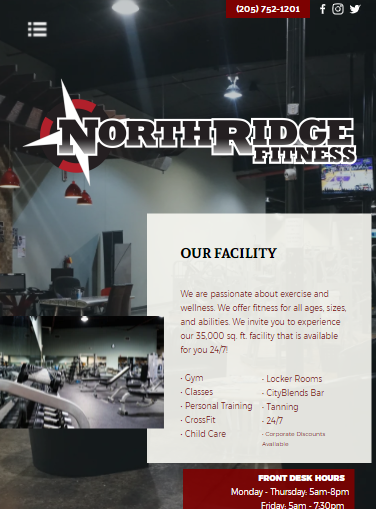 (205) 752-1201
NORTHRIDGE
FITNESS
OUR FACILITY
We are passionate about exercise and
wellness. We offer fitness for all ages, sizes,
and abilities. We invite you to experience
our 35,000 sq. ft. facility that is available
for you 24/7!
· Gym
· Classes
· Personal Training
· CrossFit
· Child Care
· Locker Rooms
· CityBlends Bar
· Tanning
· 24/7
· Corporate Discounts
Available
FRONT DESK HOURS
Monday - Thursday: 5am-8pm
Friday: 5am - 7:30pm